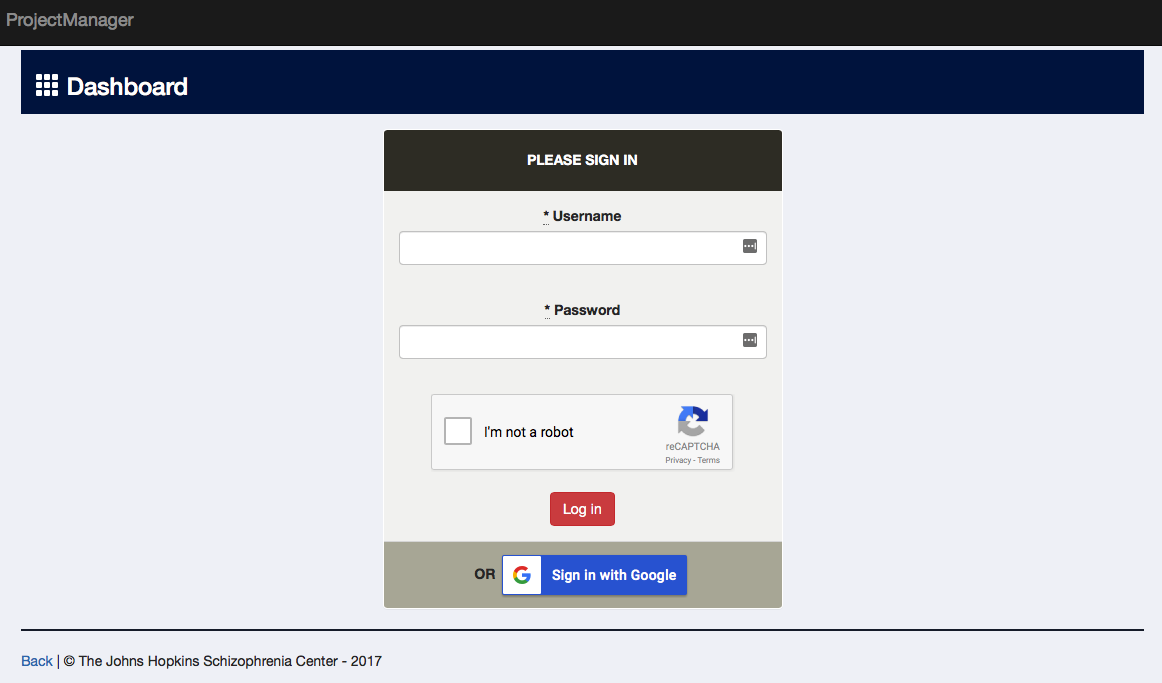 ProjectManager
Dashboard
PLEASE SIGN IN
* Username
* Password
I'm not a robot
reCAPTCHA
Privacy - Terms
Log in
OR
Sign in with Google
Back | © The Johns Hopkins Schizophrenia Center - 2017